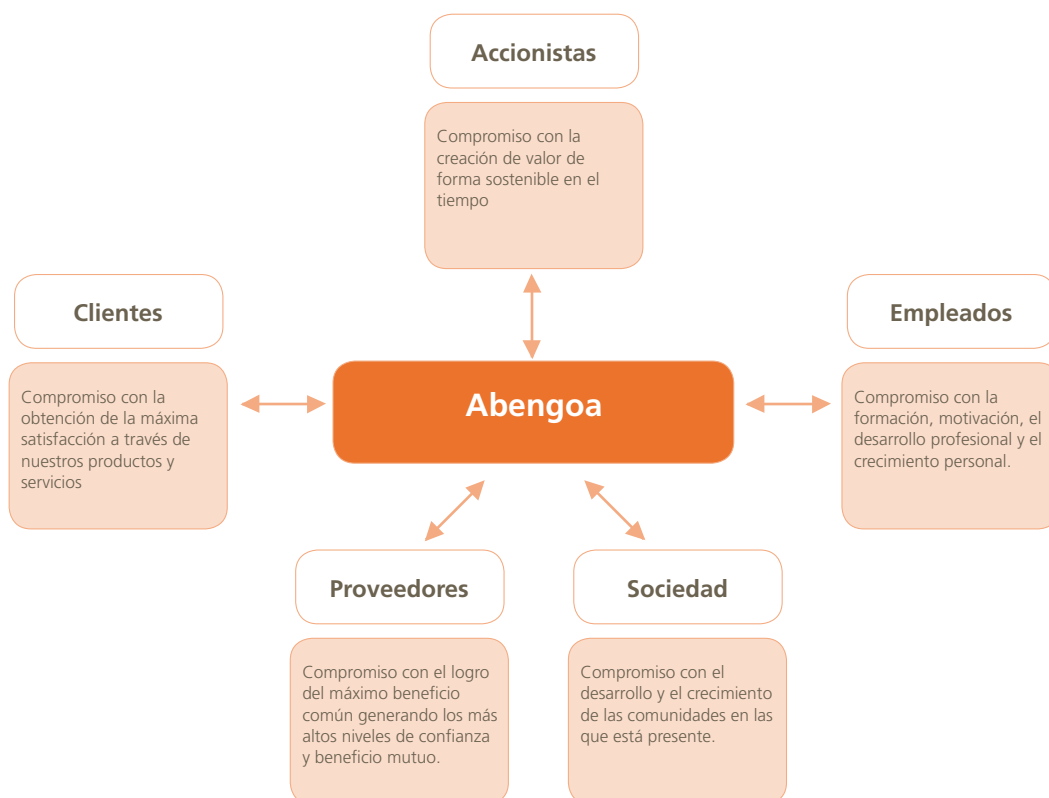 Accionistas
Compromiso con la
creación de valor de
forma sostenible en el
tiempo
Clientes
Compromiso con la
obtención de la máxima
satisfacción a través de
nuestros productos y
servicios
Abengoa
Empleados
Compromiso con la
formación, motivación, el
desarrollo profesional y el
crecimiento personal.
Proveedores
Compromiso con el logro
del máximo beneficio
común generando los más
altos niveles de confianza
y beneficio mutuo.
Sociedad
Compromiso con el
desarrollo y el crecimiento
de las comunidades en las
que está presente.